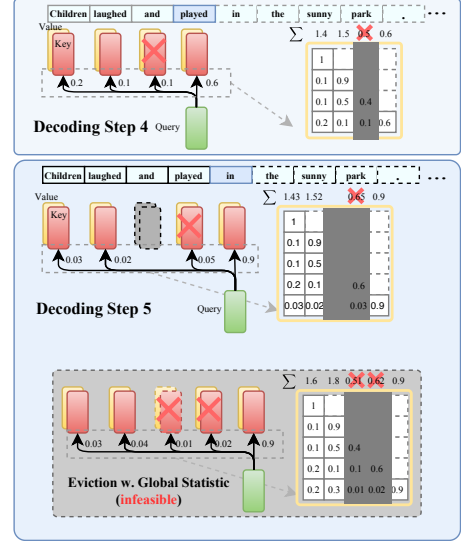 Children laughed and played in the sunny park . ...
Value
Key
∑ 1.4 1.5 0.5 0.6
1
0.1 0.9
0.1 0.5 0.4
0.2 0.1 0.1 0.6
0.2 0.1 0.1 0.6
Decoding Step 4
Query
Children laughed and played in the sunny park . ...
Value
Key
∑ 1.43 1.52 0.65 0.9
1
0.1 0.9
0.1 0.5
0.2 0.1 0.6
0.03 0.02 0.03 0.9
0.03 0.02 0.05 0.9
Decoding Step 5
Query
∑ 1.6 1.8 0.51 0.62 0.9
1
0.1 0.9
0.1 0.5 0.4
0.2 0.1 0.1 0.6
0.2 0.3 0.01 0.02 0.9
0.03 0.04 0.01 0.02 0.9
Eviction w. Global Statistic
(infeasible)